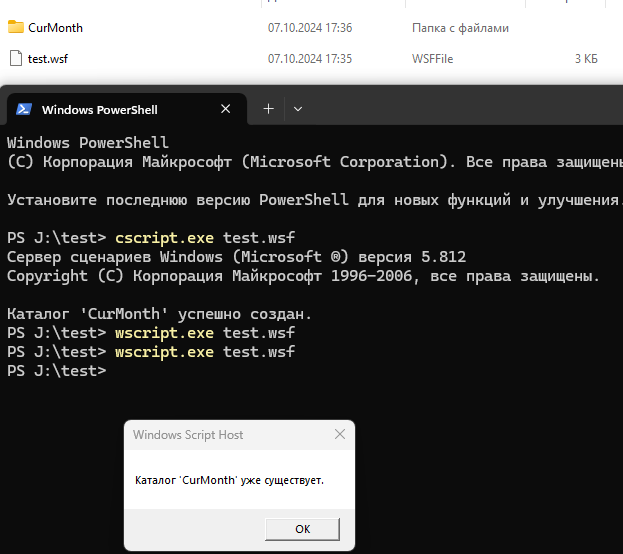 CurMonth 07.10.2024 17:36 Папка с файлами
test.wsf 07.10.2024 17:35 WSFFile 3 КБ
Windows PowerShell
Windows PowerShell
(C) Корпорация Майкрософт (Microsoft Corporation). Все права защищены
Установите последнюю версию PowerShell для новых функций и улучшения.
PS J:\test> cscript.exe test.wsf
Сервер сценариев Windows (Microsoft ®) версия 5.812
Copyright (C) Корпорация Майкрософт 1996-2006, все права защищены.
Каталог 'CurMonth' успешно создан.
PS J:\test> wscript.exe test.wsf
PS J:\test> wscript.exe test.wsf
PS J:\test>
Windows Script Host
Каталог 'CurMonth' уже существует.
OK